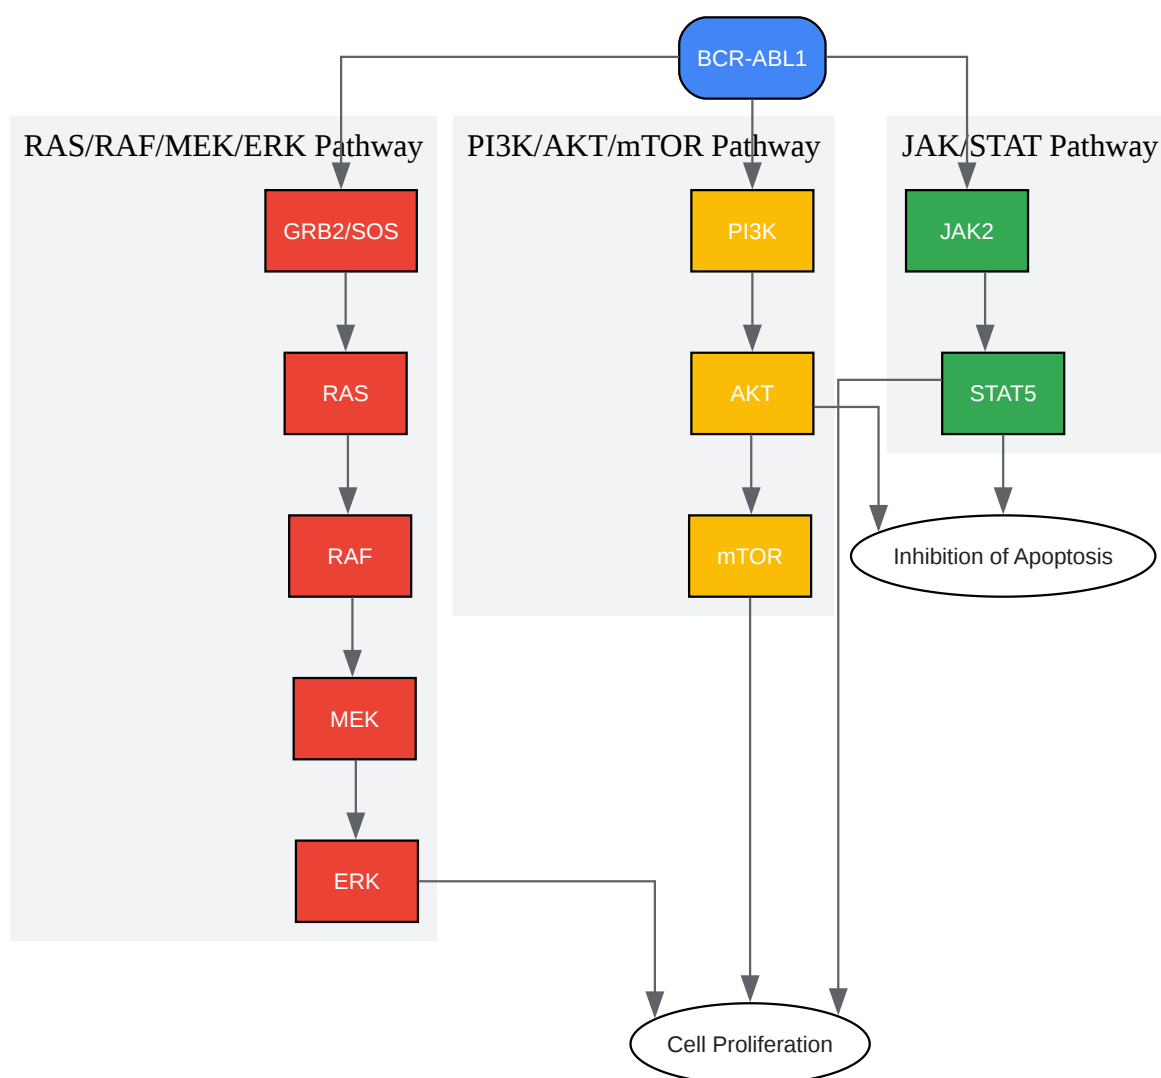 BCR-ABL1
RAS/RAF/MEK/ERK Pathway
PI3K/AKT/mTOR Pathway
JAK/STAT Pathway
GRB2/SOS
PI3K
JAK2
RAS
AKT
STAT5
RAF
mTOR
Inhibition of Apoptosis
MEK
ERK
Cell Proliferation